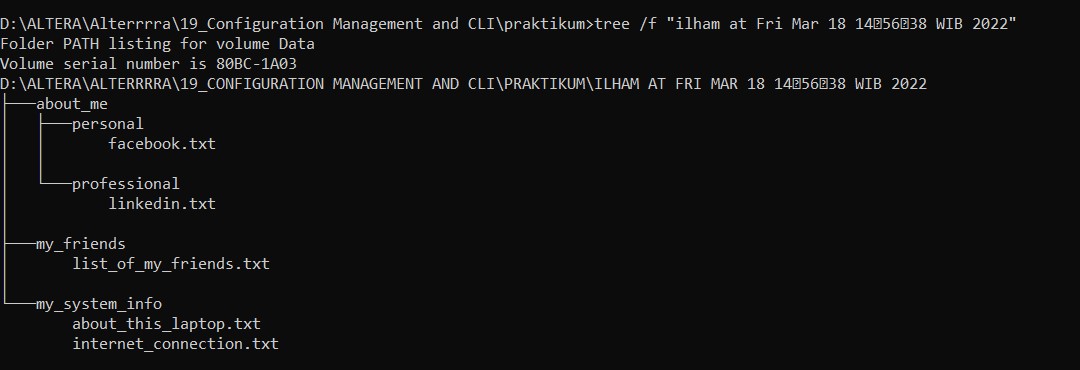 D:\ALTERA\Alterrrra\19_Configuration Management and CLI\praktikum>tree /f "ilham at Fri Mar 18 14⍰56⍰38 WIB 2022"
Folder PATH listing for volume Data
Volume serial number is 80BC-1A03
D:\ALTERA\ALTERRRRA\19_CONFIGURATION MANAGEMENT AND CLI\PRAKTIKUM\ILHAM AT FRI MAR 18 14⍰56⍰38 WIB 2022
├───about_me
│   ├───personal
│   │       facebook.txt
│   │
│   └───professional
│           linkedin.txt
│
├───my_friends
│       list_of_my_friends.txt
│
└───my_system_info
        about_this_laptop.txt
        internet_connection.txt